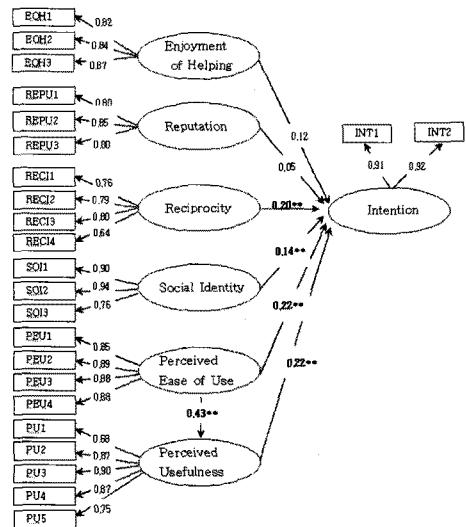 EOH1
0.82
EOH2
0.84
EOH3
0.87
Enjoyment
of Helping
REPU1
0.80
REPU2
0.85
REPU3
0.80
Reputation
RECI1
0.76
RECI2
0.79
RECI3
0.80
RECI4
0.64
Reciprocity
SOI1
0.90
SOI2
0.94
SOI3
0.76
Social Identity
PEU1
0.85
PEU2
0.89
PEU3
0.88
PEU4
0.88
Perceived
Ease of Use
0.43**
PU1
0.68
PU2
0.87
PU3
0.90
PU4
0.87
PU5
0.75
Perceived
Usefulness
0.12
0.05
0.20**
0.14**
0.22**
0.22**
INT1
INT2
0.91
0.92
Intention